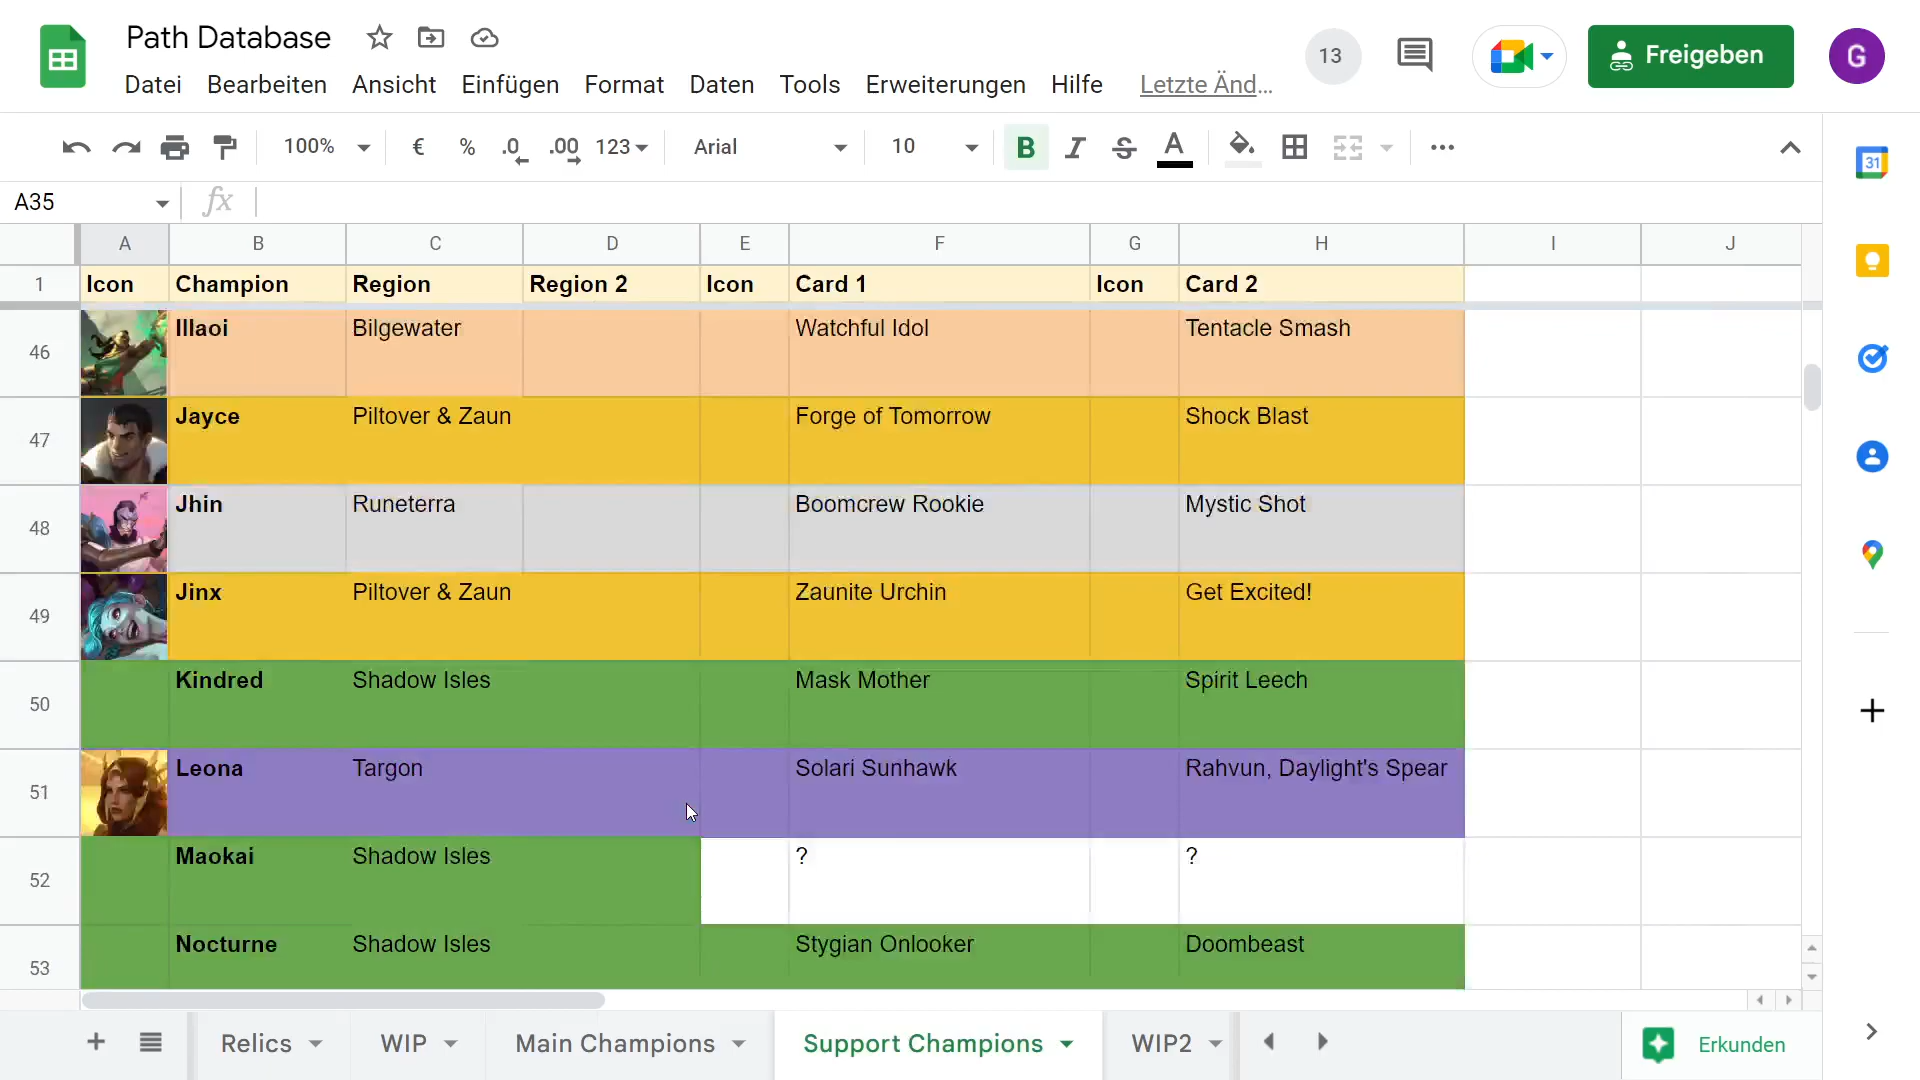 Path Database
13
Freigeben
G
Datei Bearbeiten Ansicht Einfügen Format Daten Tools Erweiterungen Hilfe Letzte Änd...
100% € % .0 .00 123 Arial 10 B I S A
31
A35 fx
A B C D E F G H I J
1 Icon Champion Region Region 2 Icon Card 1 Icon Card 2
46 Illaoi Bilgewater Watchful Idol Tentacle Smash
47 Jayce Piltover & Zaun Forge of Tomorrow Shock Blast
48 Jhin Runeterra Boomcrew Rookie Mystic Shot
49 Jinx Piltover & Zaun Zaunite Urchin Get Excited!
50 Kindred Shadow Isles Mask Mother Spirit Leech
51 Leona Targon Solari Sunhawk Rahvun, Daylight's Spear
52 Maokai Shadow Isles ? ?
53 Nocturne Shadow Isles Stygian Onlooker Doombeast
Relics WIP Main Champions Support Champions WIP2 Erkunden